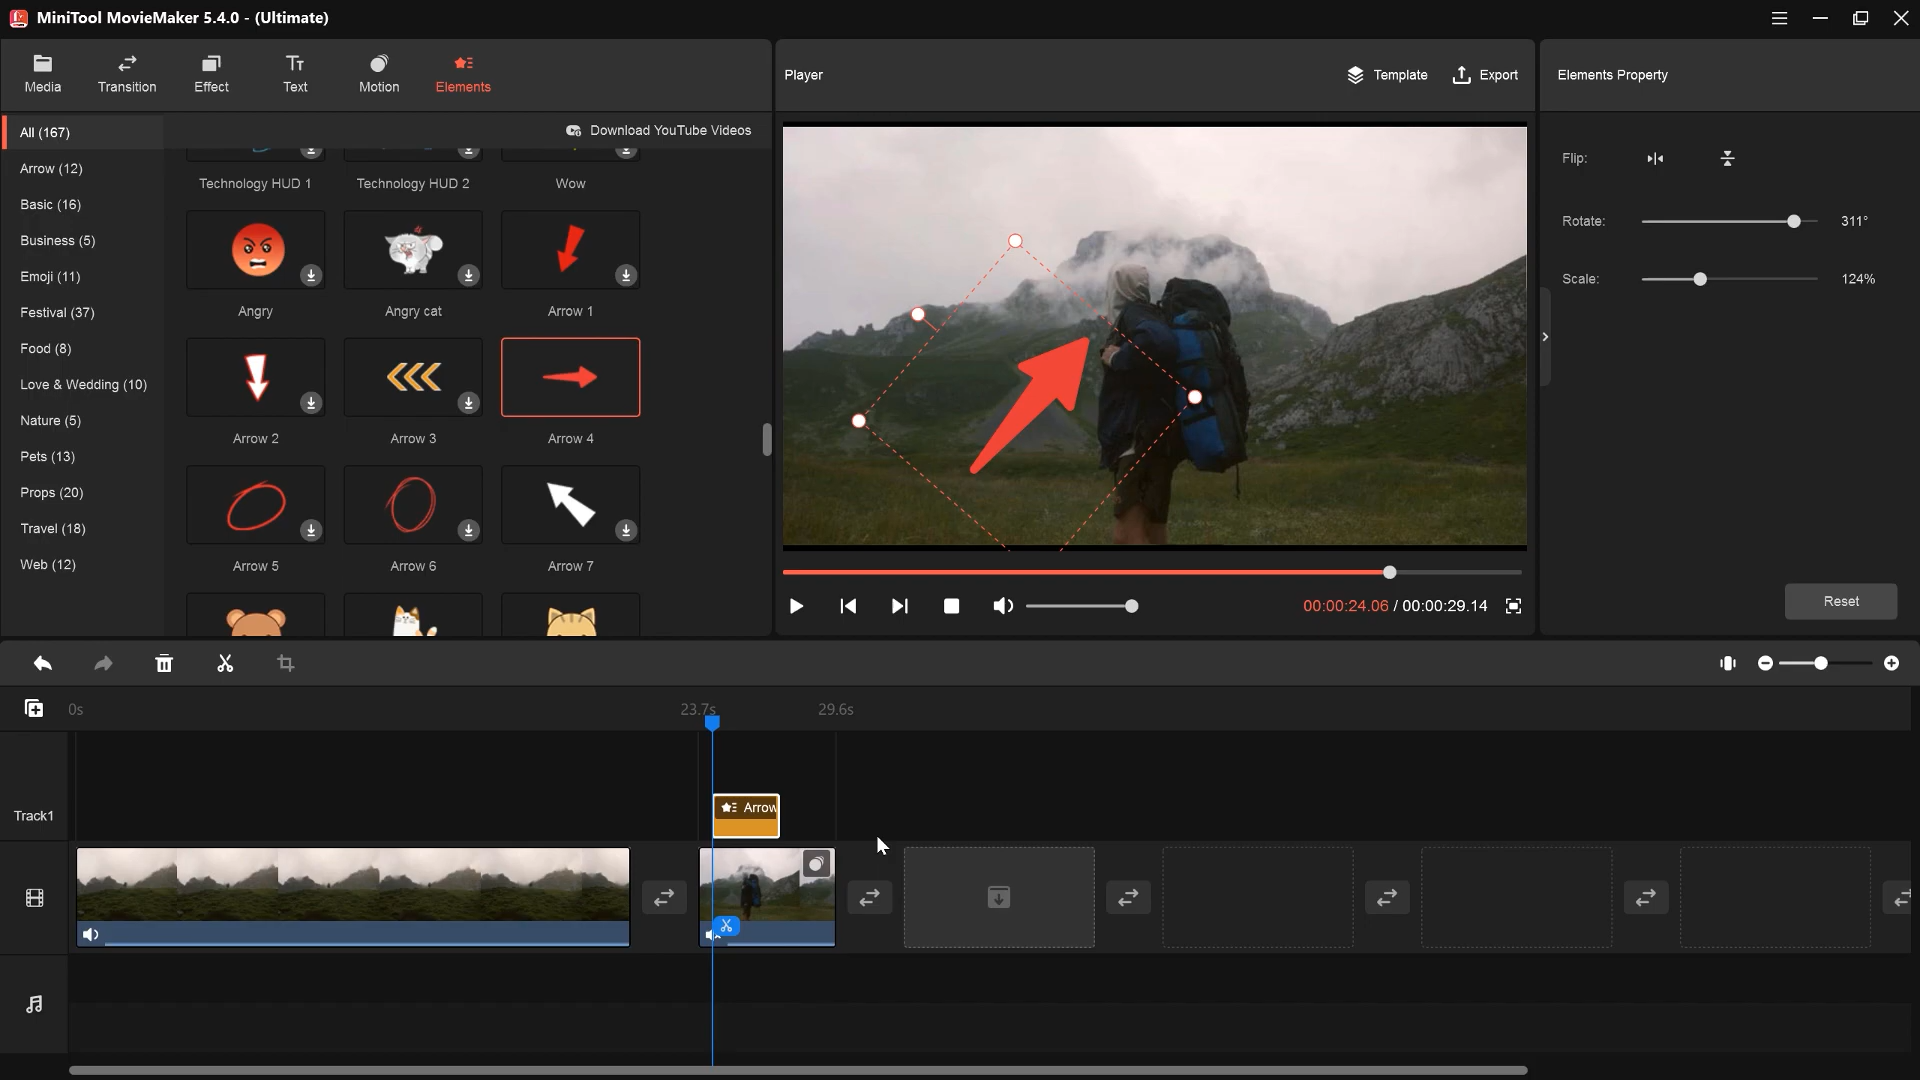 MiniTool MovieMaker 5.4.0 - (Ultimate)
Media
Transition
Effect
Text
Motion
Elements
Player
Template
Export
Elements Property
All (167)
Arrow (12)
Basic (16)
Business (5)
Emoji (11)
Festival (37)
Food (8)
Love & Wedding (10)
Nature (5)
Pets (13)
Props (20)
Travel (18)
Web (12)
Download YouTube Videos
Technology HUD 1
Technology HUD 2
Wow
Angry
Angry cat
Arrow 1
Arrow 2
Arrow 3
Arrow 4
Arrow 5
Arrow 6
Arrow 7
Flip:
Rotate:
311°
Scale:
124%
00:00:24.06 / 00:00:29.14
Reset
0s
23.7s
29.6s
Track1
Arrow